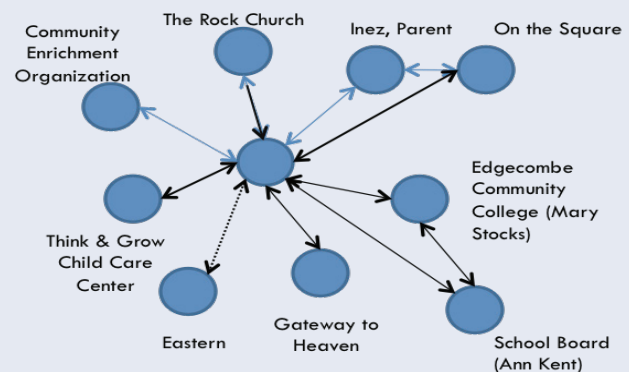 The Rock Church
Inez, Parent
On the Square
Community
Enrichment
Organization
Edgecombe
Community
College (Mary
Stocks)
Think & Grow
Child Care
Center
Eastern
Gateway to
Heaven
School Board
(Ann Kent)